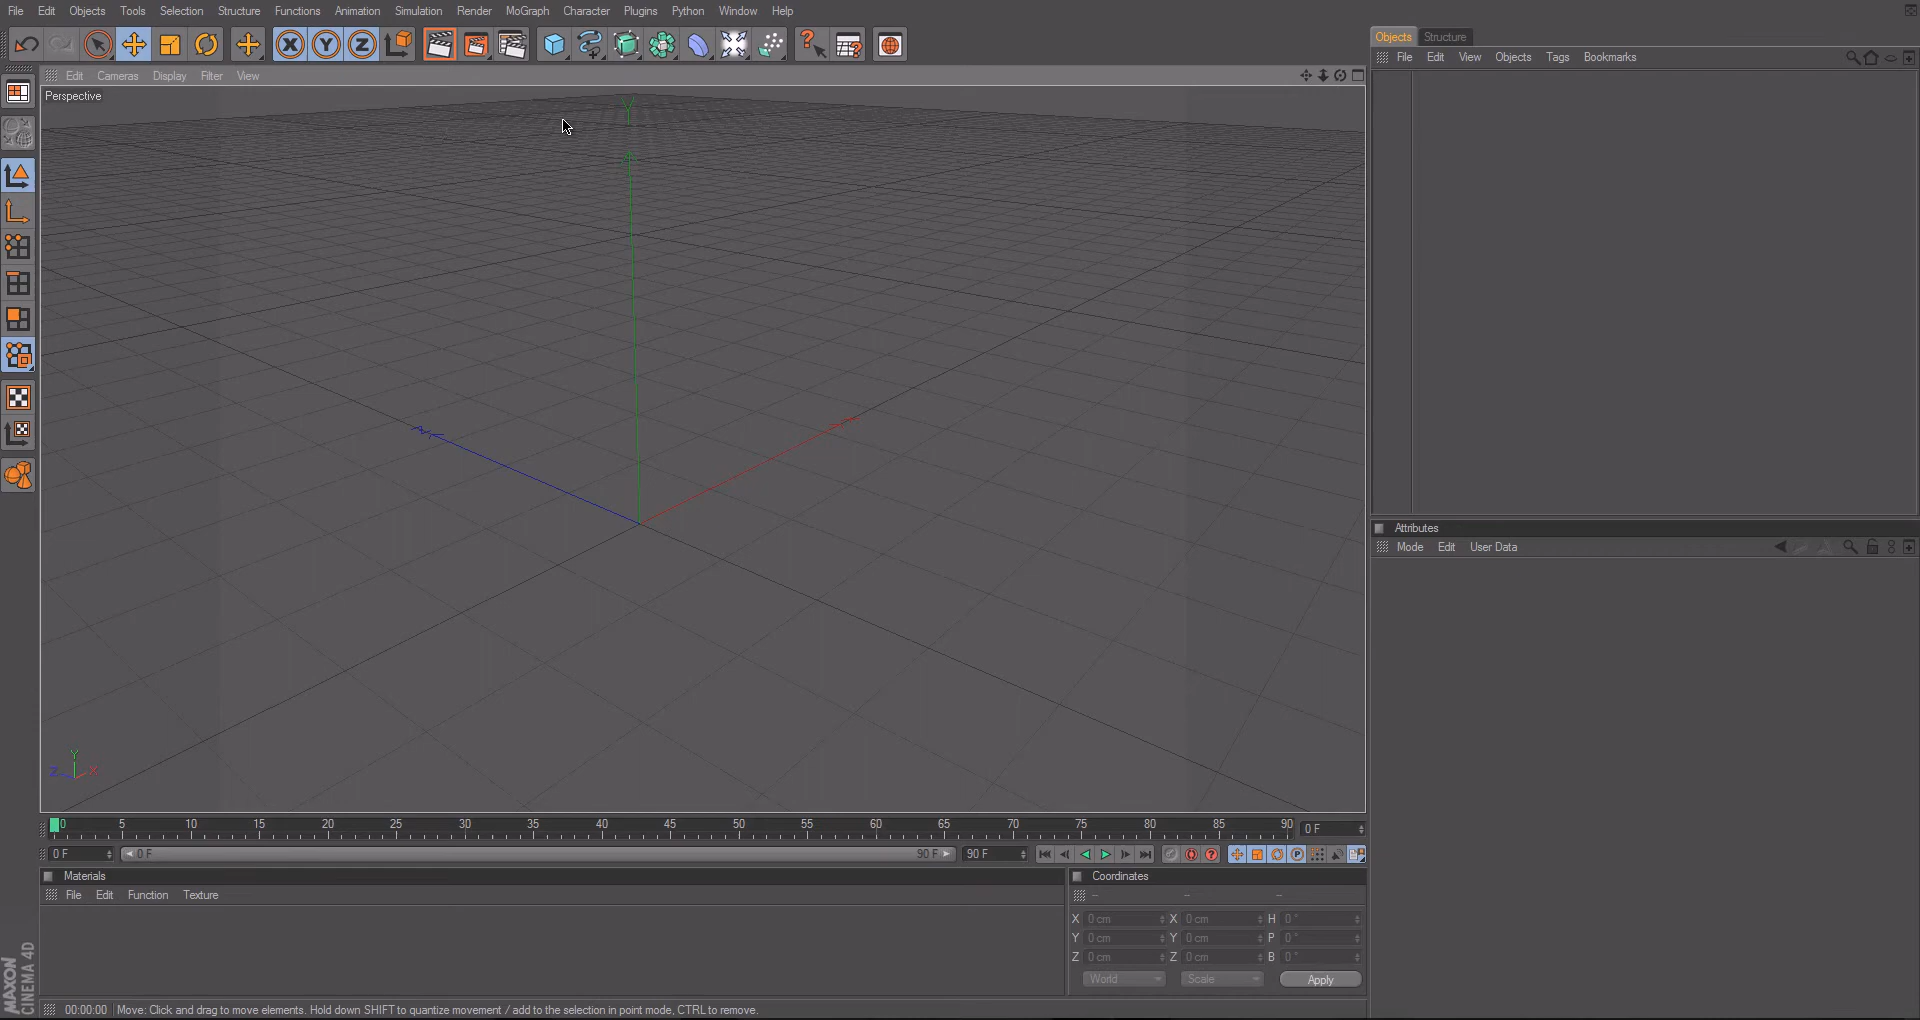 File Edit Objects Tools Selection Structure Functions Animation Simulation Render MoGraph Character Plugins Python Window Help
Objects Structure
File Edit View Objects Tags Bookmarks
Edit Cameras Display Filter View
Perspective
Y
X Y Z
Attributes
Mode Edit User Data
Y
Z X
0 5 10 15 20 25 30 35 40 45 50 55 60 65 70 75 80 85 90 0 F
0 F 0 F 90 F 90 F
Materials
File Edit Function Texture
Coordinates
-- -- --
X 0 cm X 0 cm H 0 °
Y 0 cm Y 0 cm P 0 °
Z 0 cm Z 0 cm B 0 °
World Scale Apply
MAXON
CINEMA 4D
00:00:00 Move: Click and drag to move elements. Hold down SHIFT to quantize movement / add to the selection in point mode, CTRL to remove.